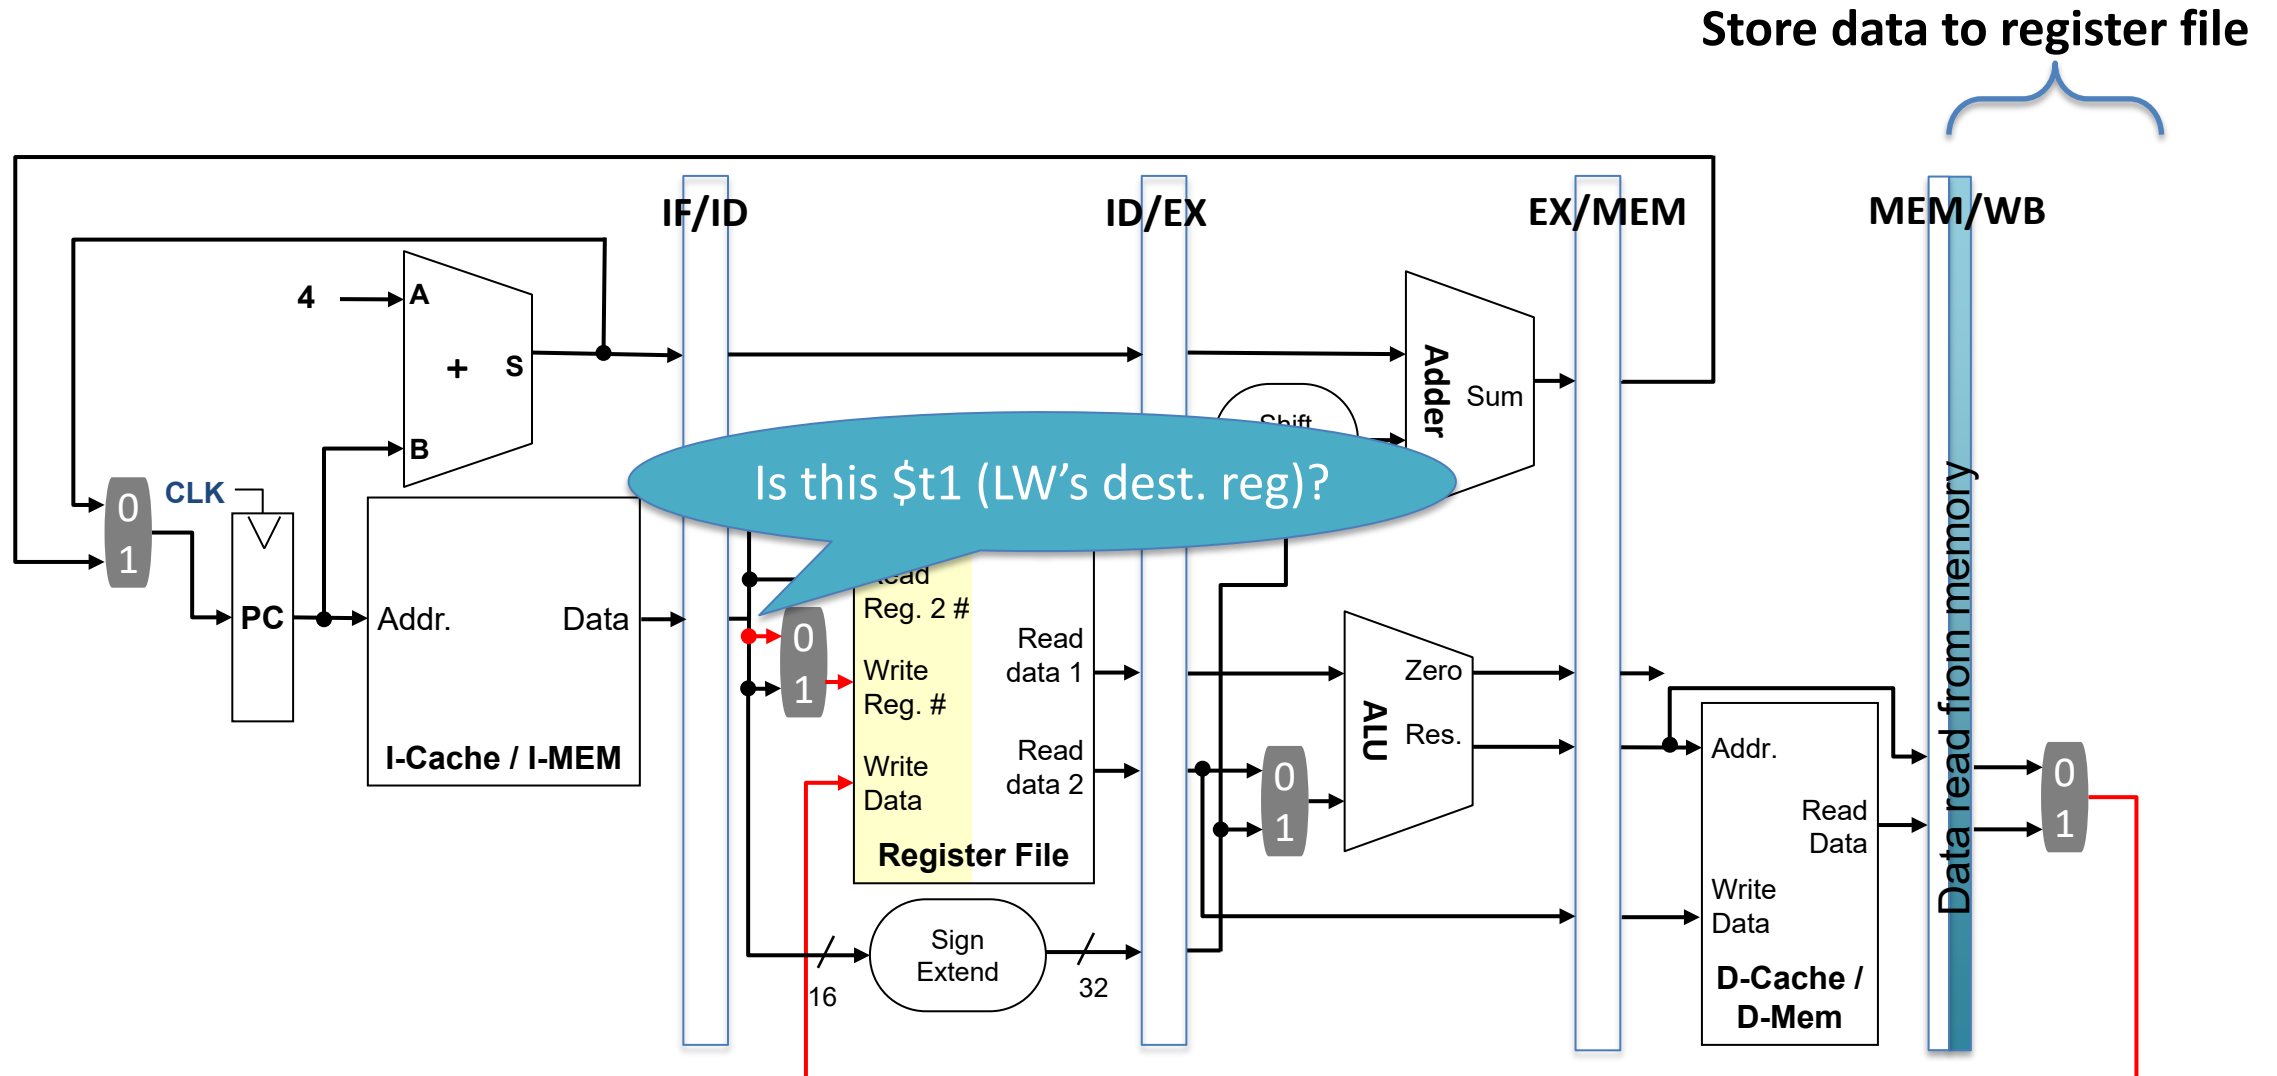 Store data to register file
IF/ID
ID/EX
EX/MEM
MEM/WB
4
A
B
+
S
Adder
Sum
Shift
Is this $t1 (LW's dest. reg)?
0
1
CLK
PC
Addr.
Data
I-Cache / I-MEM
0
1
Read
Reg. 2 #
Write
Reg. #
Write
Data
Read
data 1
Read
data 2
Register File
Sign
Extend
16
32
0
1
ALU
Zero
Res.
Addr.
Read
Data
Write
Data
D-Cache /
D-Mem
Data read from memory
0
1